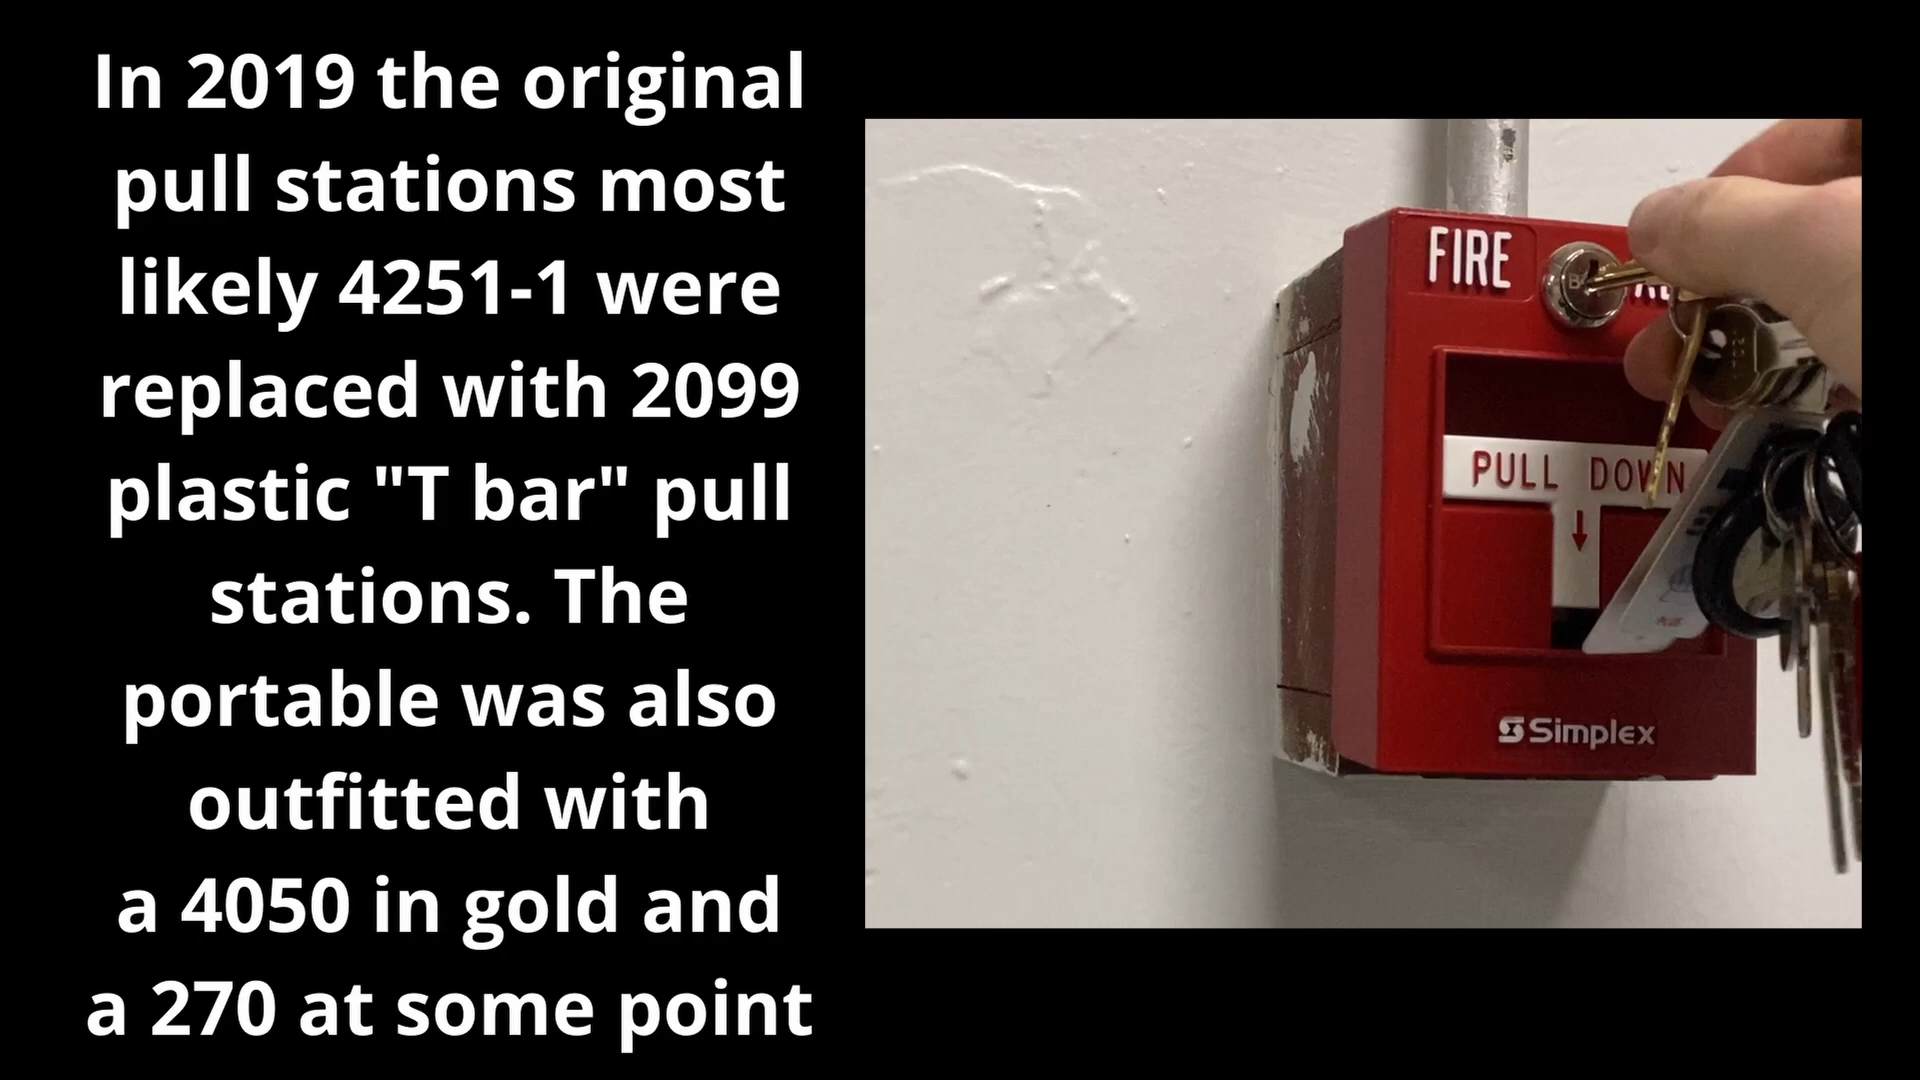 In 2019 the original
pull stations most
likely 4251-1 were
replaced with 2099
plastic "T bar" pull
stations. The
portable was also
outfitted with
a 4050 in gold and
a 270 at some point
FIRE
PULL DOWN
Simplex